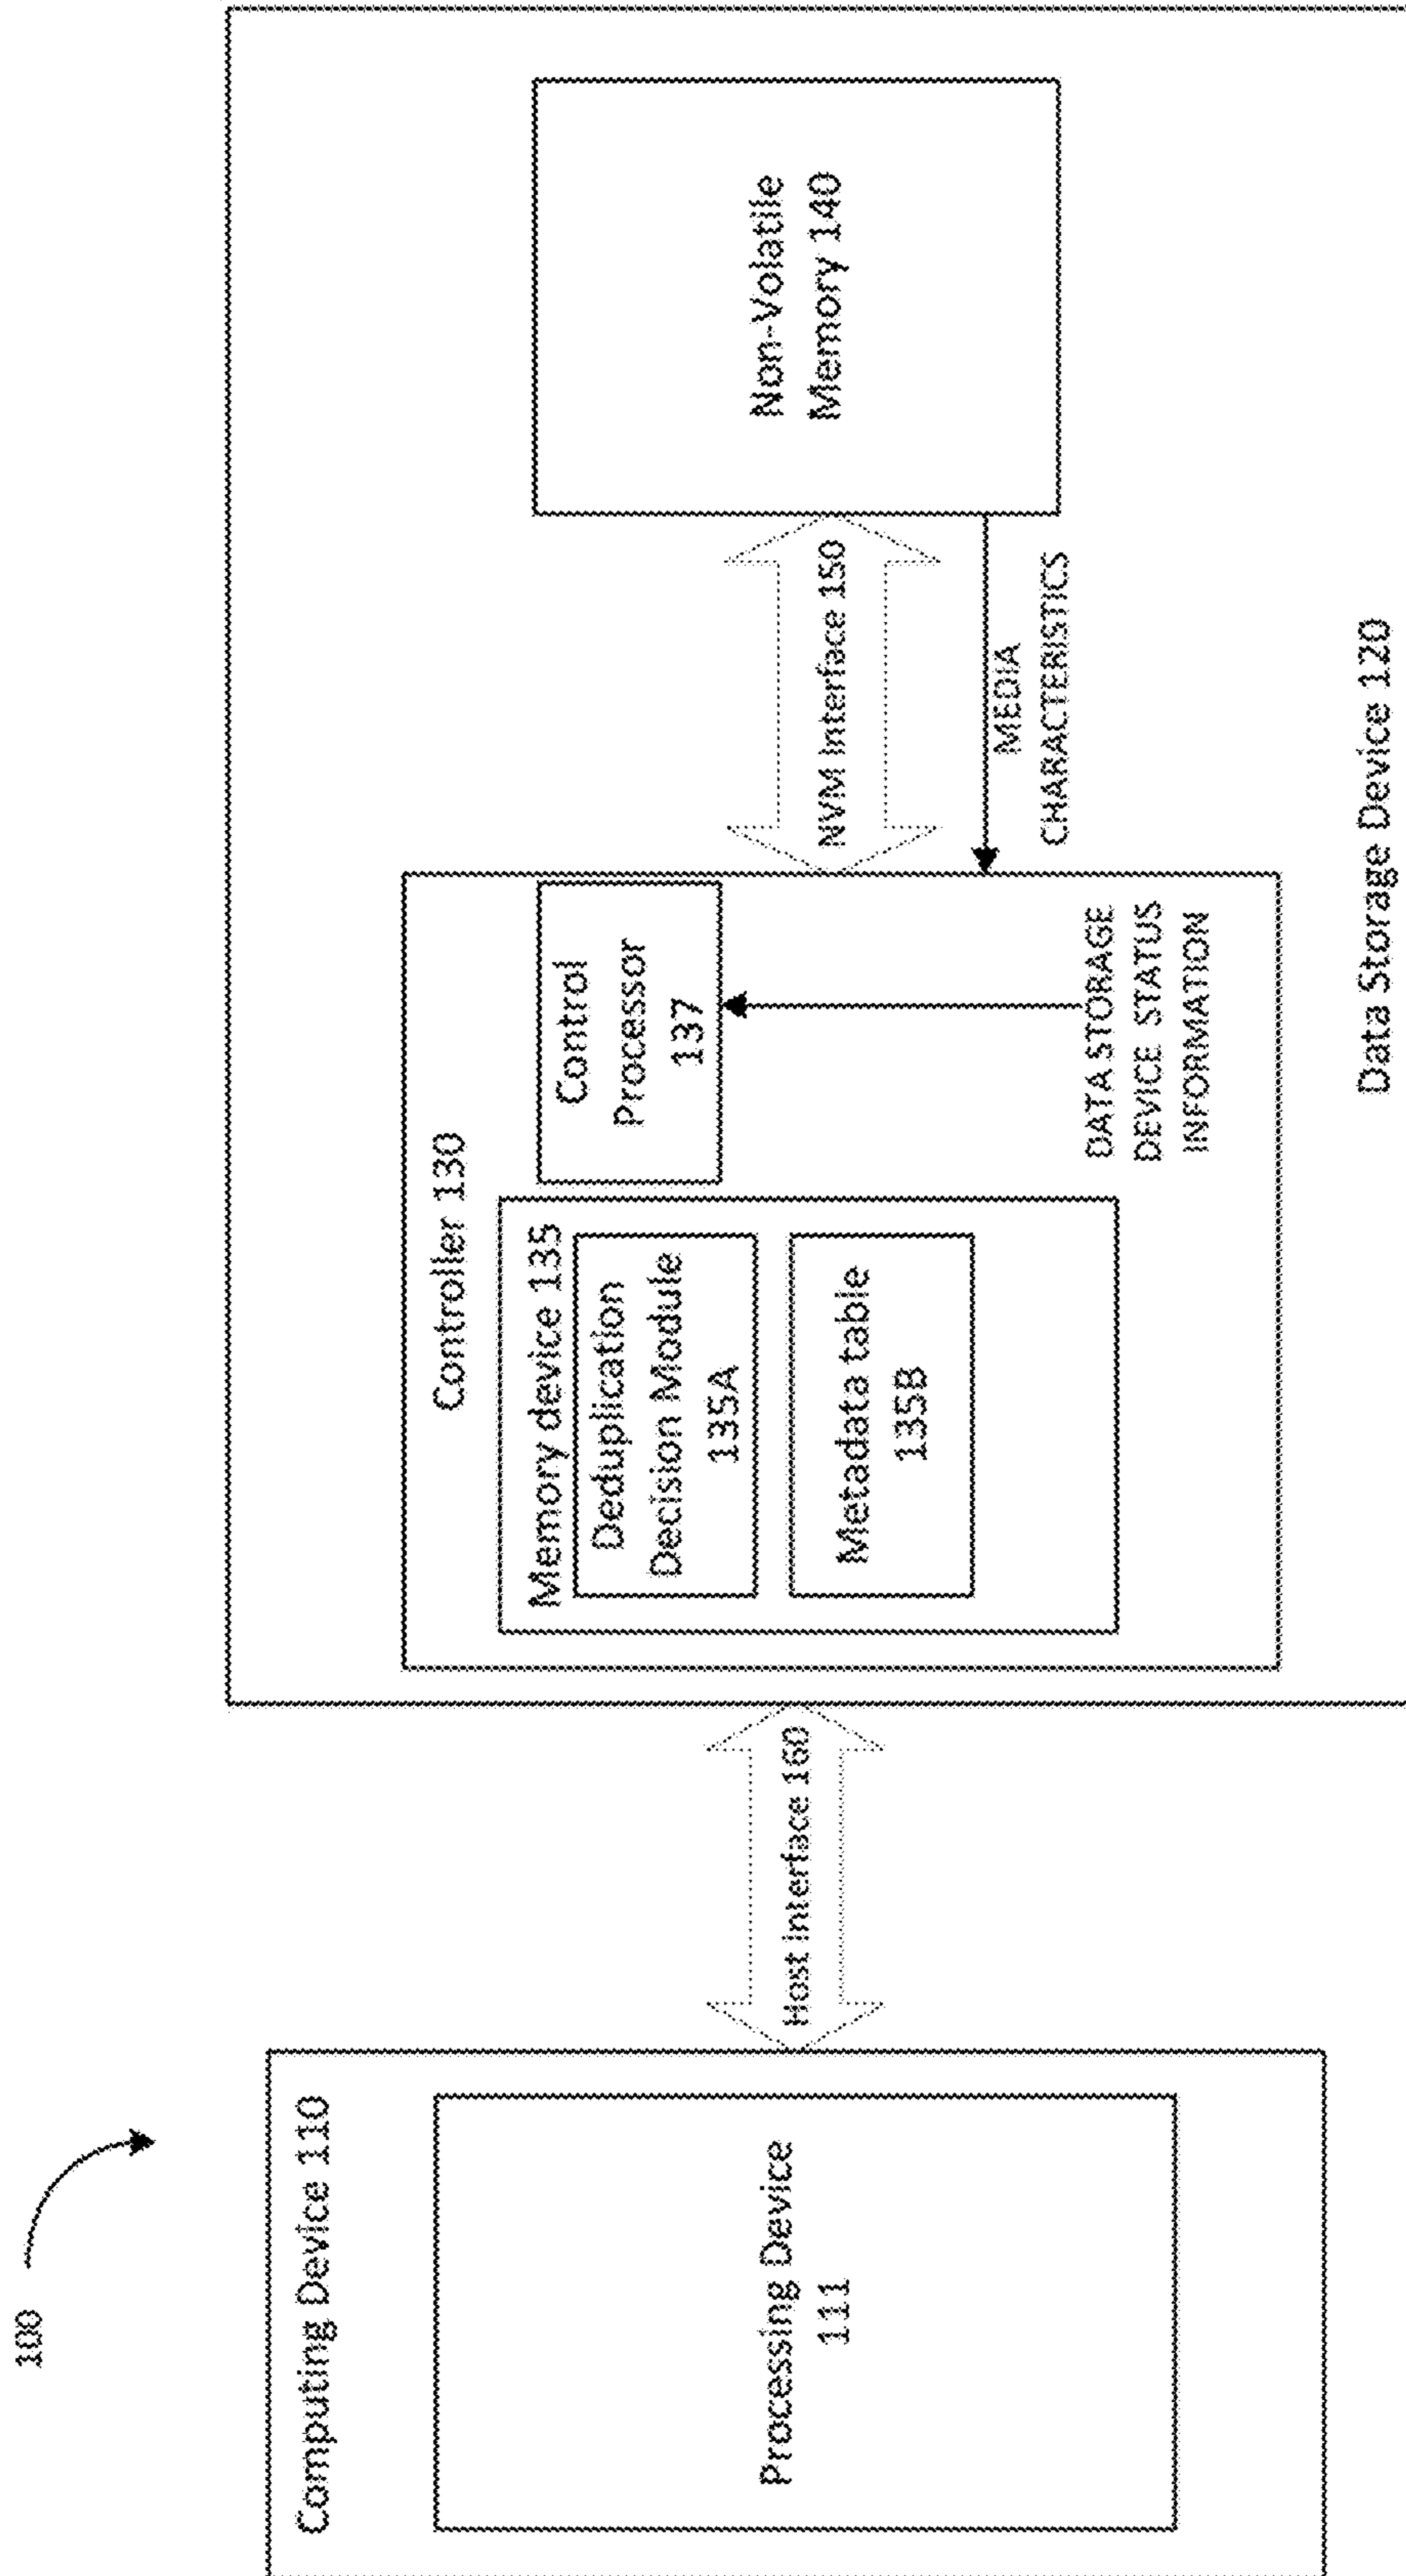 100
Computing Device 110
Processing Device
111
Host Interface 160
Controller 130
Memory device 135
Deduplication
Decision Module
135A
Metadata table
135B
Control
Processor
137
DATA STORAGE
DEVICE STATUS
INFORMATION
NVM Interface 150
MEDIA
CHARACTERISTICS
Non-Volatile
Memory 140
Data Storage Device 120